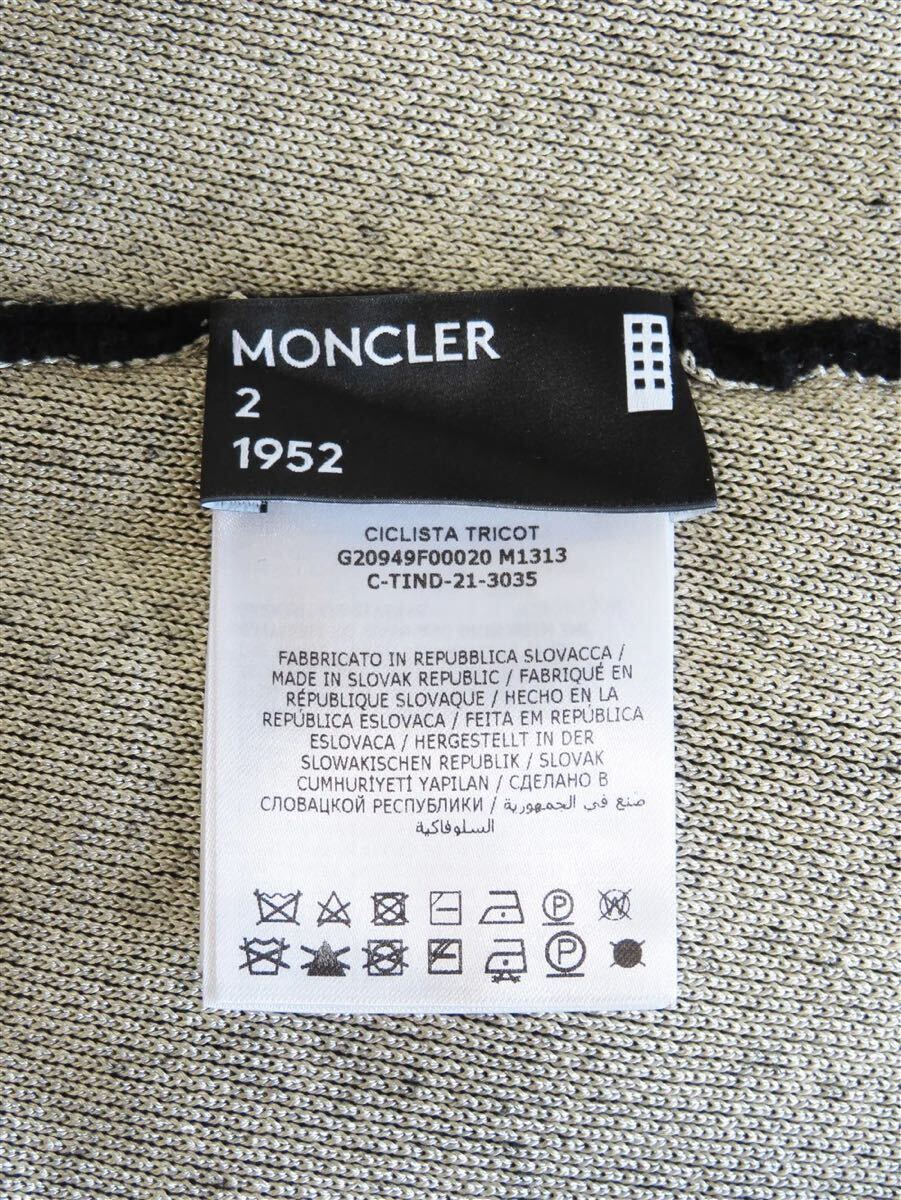 MONCLER
2
1952
CICLISTA TRICOT
G20949F00020 M1313
C-TIND-21-3035
FABBRICATO IN REPUBBLICA SLOVACCA /
MADE IN SLOVAK REPUBLIC / FABRIQUÉ EN
RÉPUBLIQUE SLOVAQUE / HECHO EN LA
REPÚBLICA ESLOVACA / FEITA EM REPÚBLICA
ESLOVACA / HERGESTELLT IN DER
SLOWAKISCHEN REPUBLIK / SLOVAK
CUMHURİYETİ YAPILAN / СДЕЛАНО В
СЛОВАЦКОЙ РЕСПУБЛИКИ / صنع في الجمهورية
السلوفاكية
P W
P